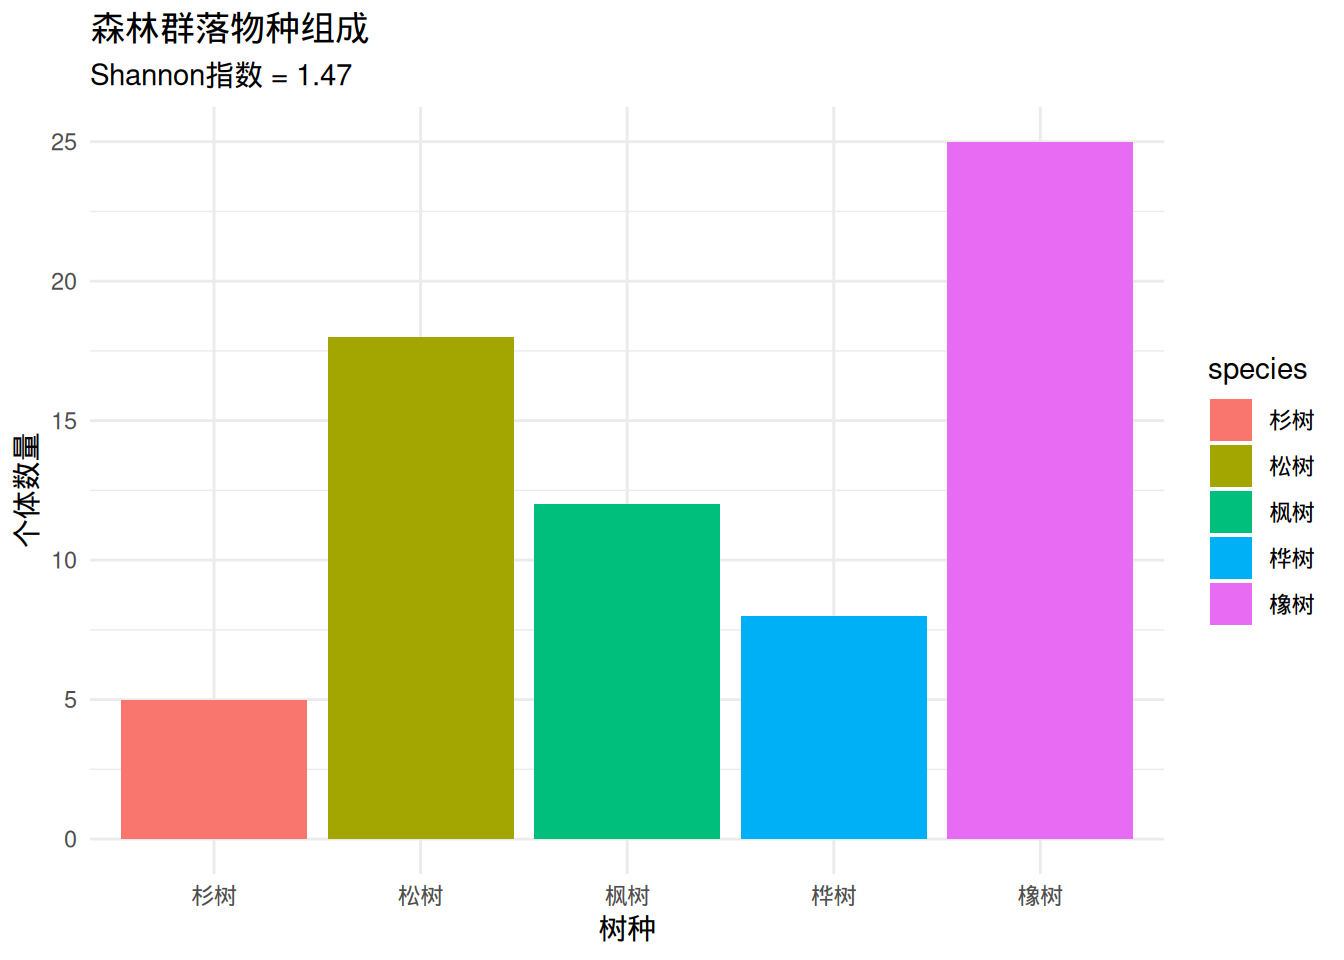 森林群落物种组成
Shannon指数 = 1.47
个体数量
25
20
15
10
5
0
杉树
松树
枫树
桦树
橡树
树种
species
杉树
松树
枫树
桦树
橡树